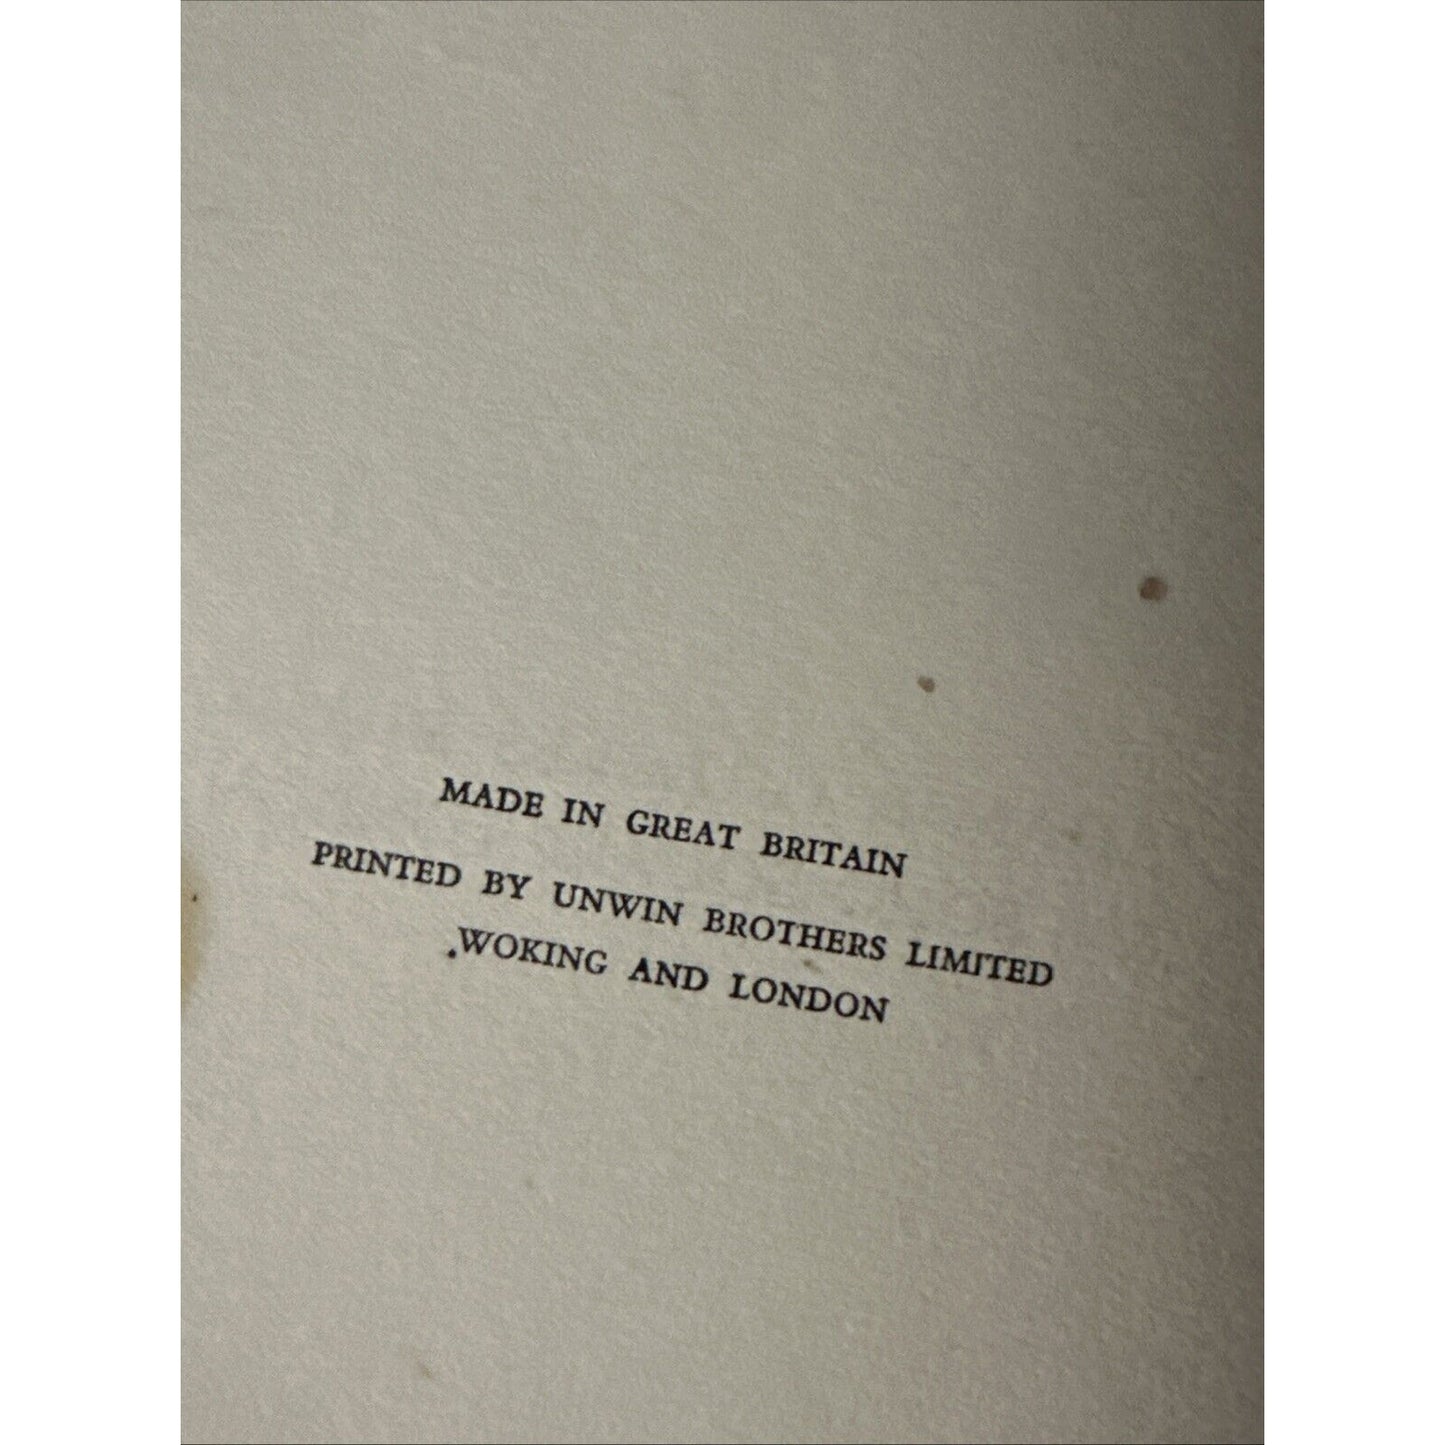 MADE IN GREAT BRITAIN
PRINTED BY UNWIN BROTHERS LIMITED
WOKING AND LONDON